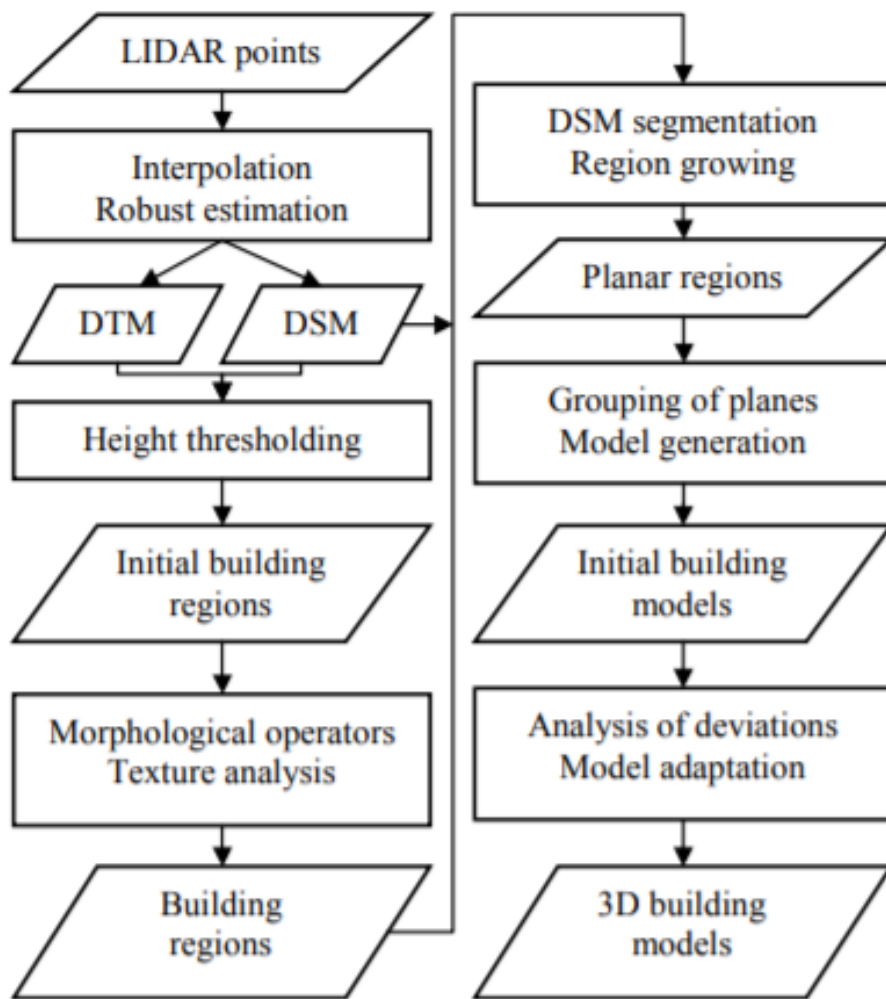 LIDAR points
Interpolation
Robust estimation
DTM
DSM
Height thresholding
Initial building
regions
Morphological operators
Texture analysis
Building
regions
DSM segmentation
Region growing
Planar regions
Grouping of planes
Model generation
Initial building
models
Analysis of deviations
Model adaptation
3D building
models